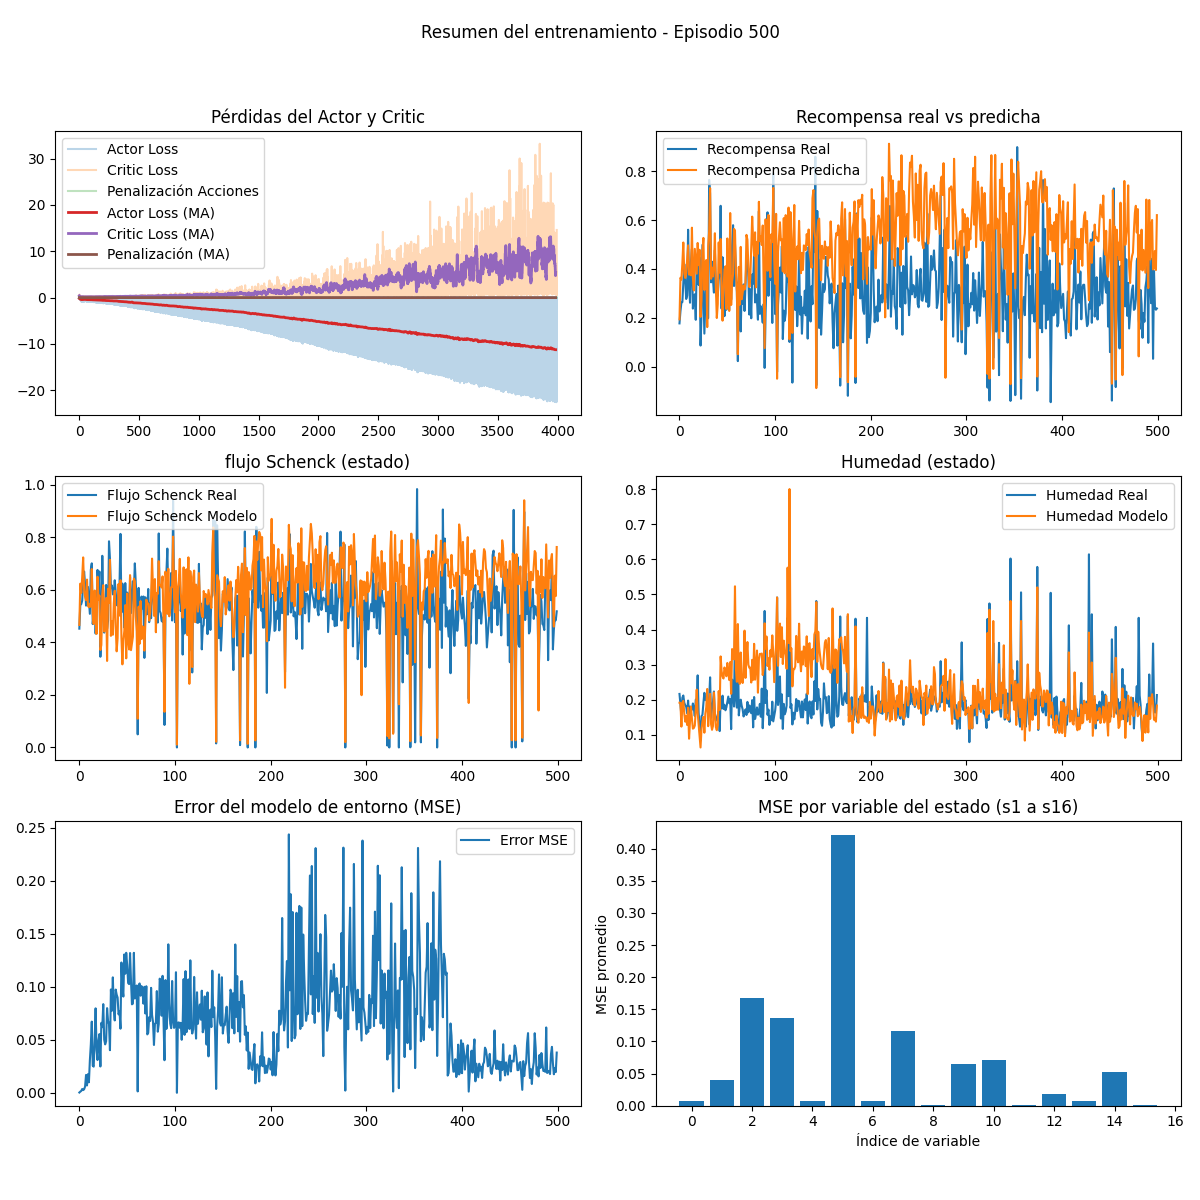 Resumen del entrenamiento - Episodio 500
Pérdidas del Actor y Critic
Actor Loss
Critic Loss
Penalización Acciones
Actor Loss (MA)
Critic Loss (MA)
Penalización (MA)
30
20
10
0
−10
−20
0 500 1000 1500 2000 2500 3000 3500 4000
Recompensa real vs predicha
Recompensa Real
Recompensa Predicha
0.8
0.6
0.4
0.2
0.0
0 100 200 300 400 500
flujo Schenck (estado)
Flujo Schenck Real
Flujo Schenck Modelo
1.0
0.8
0.6
0.4
0.2
0.0
0 100 200 300 400 500
Humedad (estado)
Humedad Real
Humedad Modelo
0.8
0.7
0.6
0.5
0.4
0.3
0.2
0.1
0 100 200 300 400 500
Error del modelo de entorno (MSE)
Error MSE
0.25
0.20
0.15
0.10
0.05
0.00
0 100 200 300 400 500
MSE por variable del estado (s1 a s16)
MSE promedio
0.40
0.35
0.30
0.25
0.20
0.15
0.10
0.05
0.00
0 2 4 6 8 10 12 14 16
Índice de variable